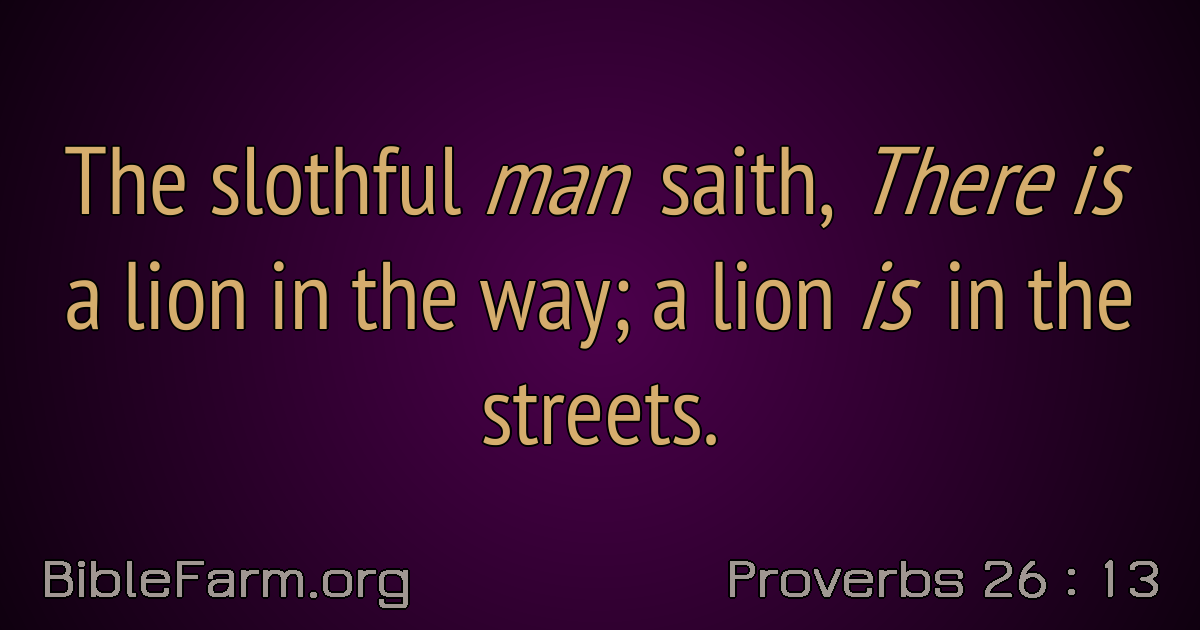 The slothful man saith, There is
a lion in the way; a lion is in the
streets.
BibleFarm.org
Proverbs 26 : 13